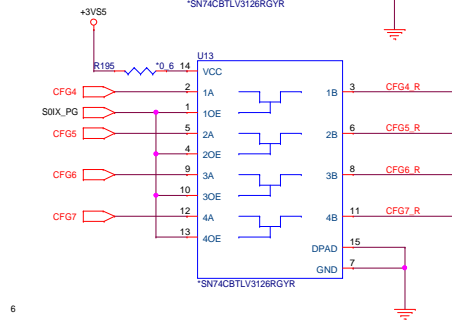 *SN74CBTLV3126RGYR
+3VS5
U13
R195 *0_6 14 VCC
CFG4 2 1A 1B 3 CFG4_R
S0IX_PG 1 1OE
CFG5 5 2A 2B 6 CFG5_R
4 2OE
CFG6 9 3A 3B 8 CFG6_R
10 3OE
CFG7 12 4A 4B 11 CFG7_R
13 4OE
DPAD 15
GND 7
*SN74CBTLV3126RGYR
6